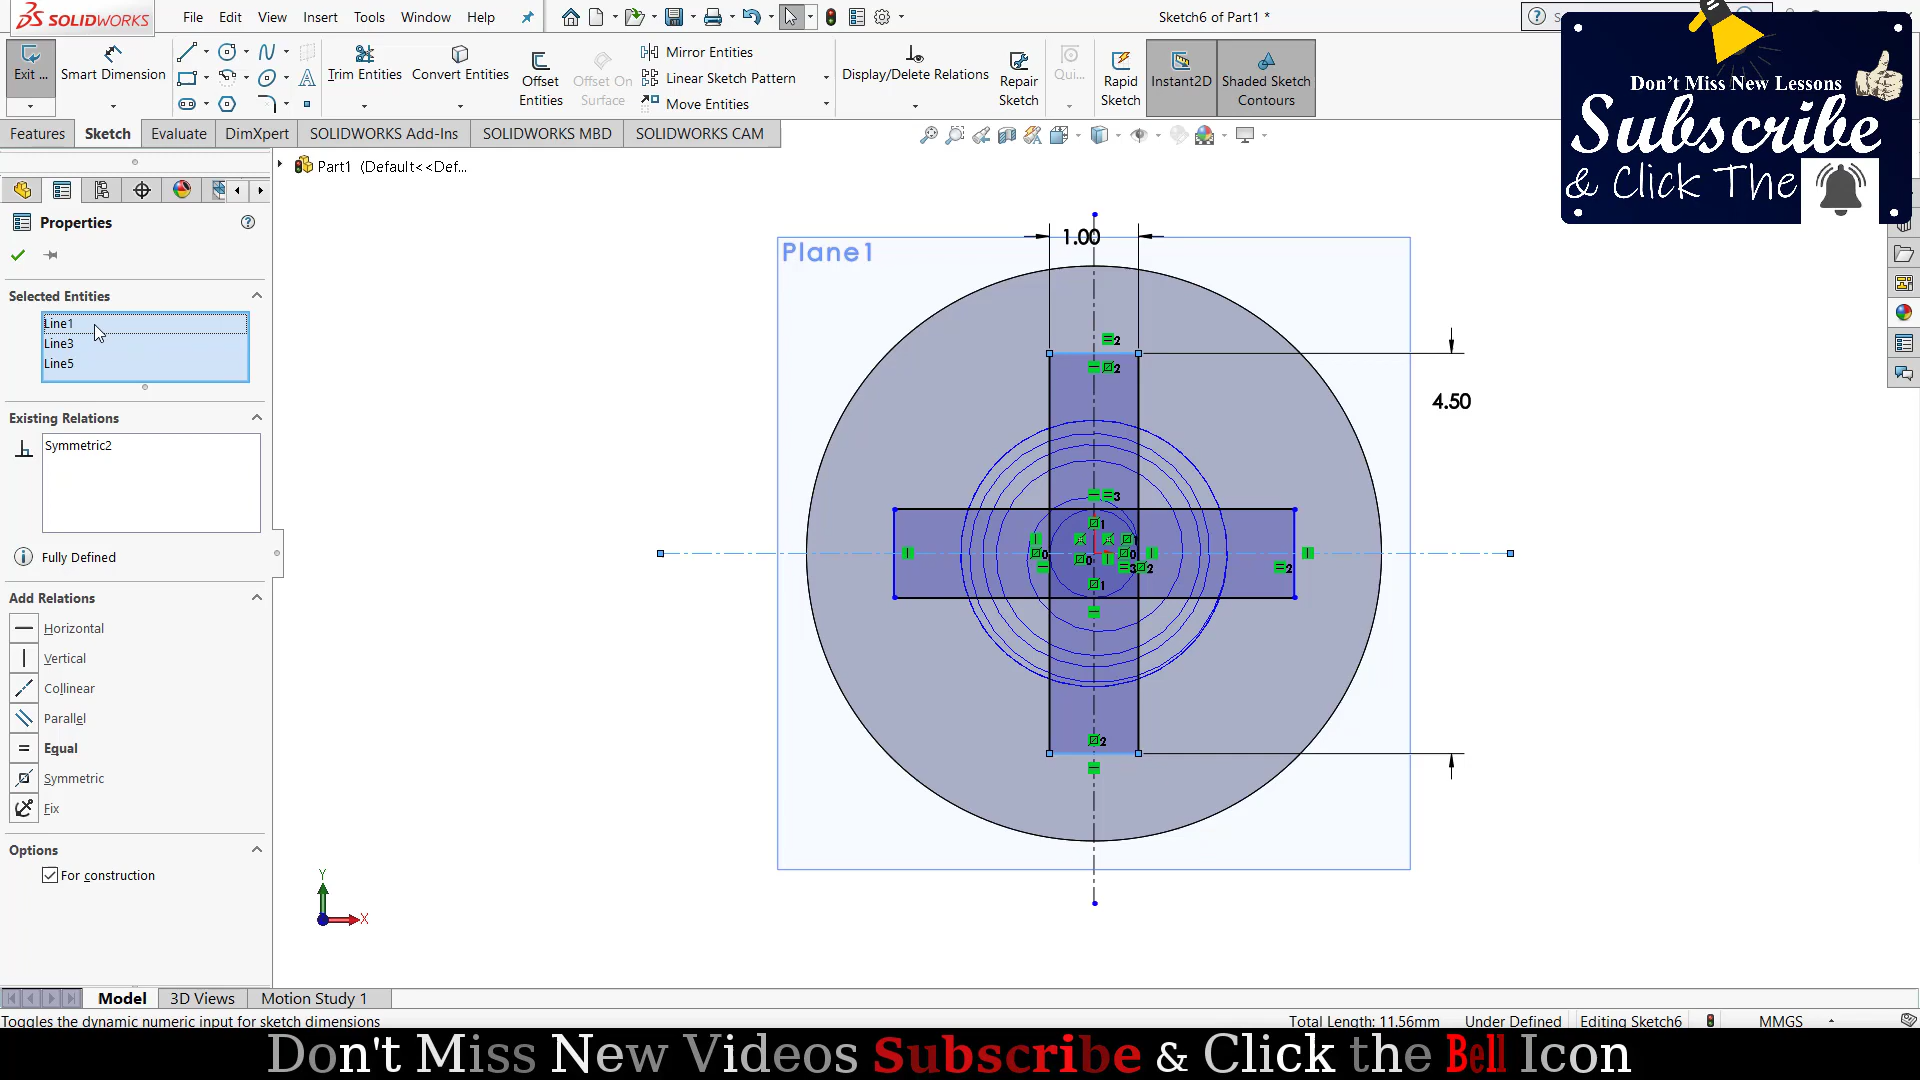 SOLIDWORKS
File Edit View Insert Tools Window Help
Sketch6 of Part1 *
Exit ...
Smart Dimension
Trim Entities
Convert Entities
Offset Entities
Offset On Surface
Mirror Entities
Linear Sketch Pattern
Move Entities
Display/Delete Relations
Repair Sketch
Qui...
Rapid Sketch
Instant2D
Shaded Sketch Contours
Don't Miss New Lessons
Subscribe
& Click The
Features Sketch Evaluate DimXpert SOLIDWORKS Add-Ins SOLIDWORKS MBD SOLIDWORKS CAM
Part1 (Default<<Def...
Properties
Selected Entities
Line1
Line3
Line5
Existing Relations
Symmetric2
Fully Defined
Add Relations
Horizontal
Vertical
Collinear
Parallel
Equal
Symmetric
Fix
Options
For construction
Plane1
1.00
4.50
Y
X
Model 3D Views Motion Study 1
Toggles the dynamic numeric input for sketch dimensions
Total Length: 11.56mm Under Defined Editing Sketch6 MMGS
Don't Miss New Videos Subscribe & Click the Bell Icon